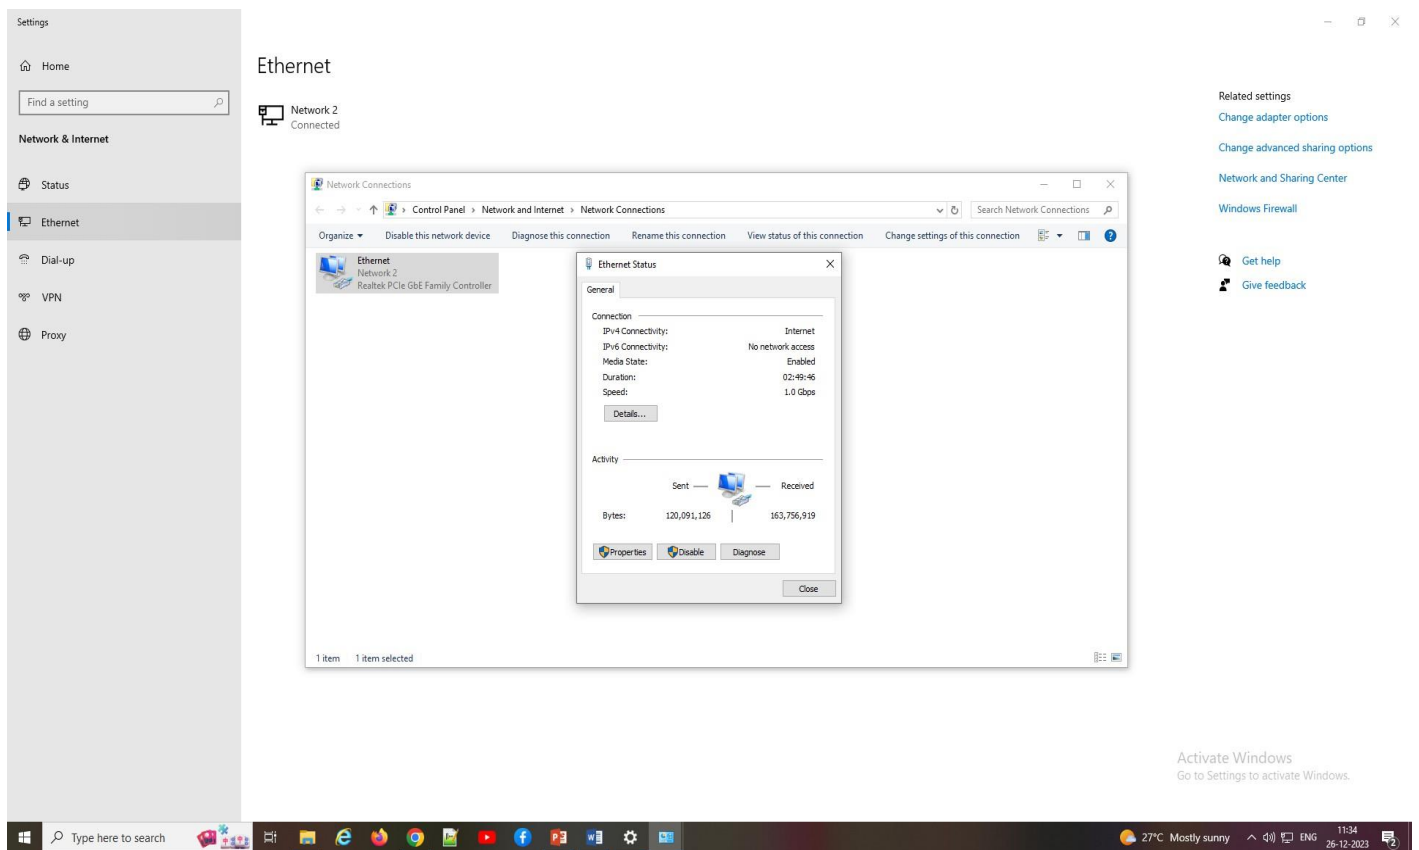 Settings
Home
Find a setting
Network & Internet
Status
Ethernet
Dial-up
VPN
Proxy
Ethernet
Network 2
Connected
Related settings
Change adapter options
Change advanced sharing options
Network and Sharing Center
Windows Firewall
Get help
Give feedback
Network Connections
Control Panel › Network and Internet › Network Connections
Search Network Connections
Organize Disable this network device Diagnose this connection Rename this connection View status of this connection Change settings of this connection
Ethernet
Network 2
Realtek PCIe GbE Family Controller
Ethernet Status
General
Connection
IPv4 Connectivity: Internet
IPv6 Connectivity: No network access
Media State: Enabled
Duration: 02:49:46
Speed: 1.0 Gbps
Details...
Activity
Sent — Received
Bytes: 120,091,126 163,756,919
Properties Disable Diagnose
Close
1 item 1 item selected
Activate Windows
Go to Settings to activate Windows.
Type here to search
27°C Mostly sunny ENG
11:34
26-12-2023
2